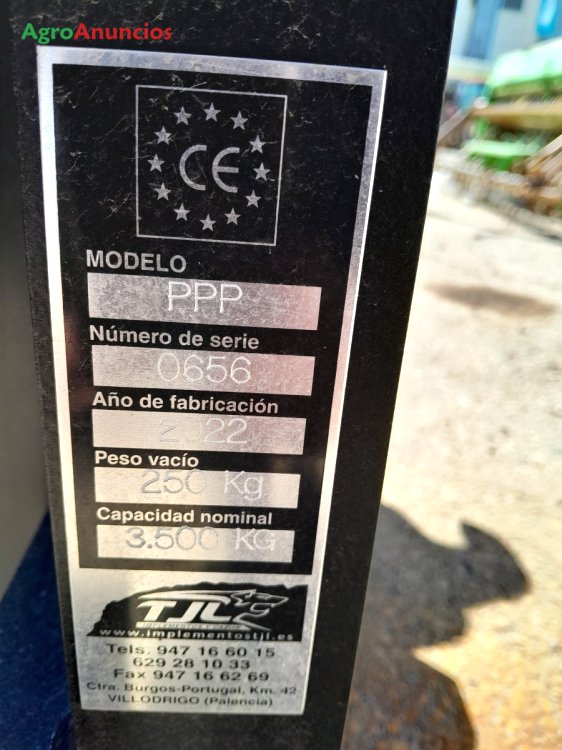 AgroAnuncios
CE
MODELO
PPP
Número de serie
0656
Año de fabricación
2022
Peso vacío
250 Kg
Capacidad nominal
3.500 KG
TJL
www.implementostjl.es
Tels. 947 16 60 15
629 28 10 33
Fax 947 16 62 69
Ctra. Burgos-Portugal, Km. 42
VILLODRIGO (Palencia)